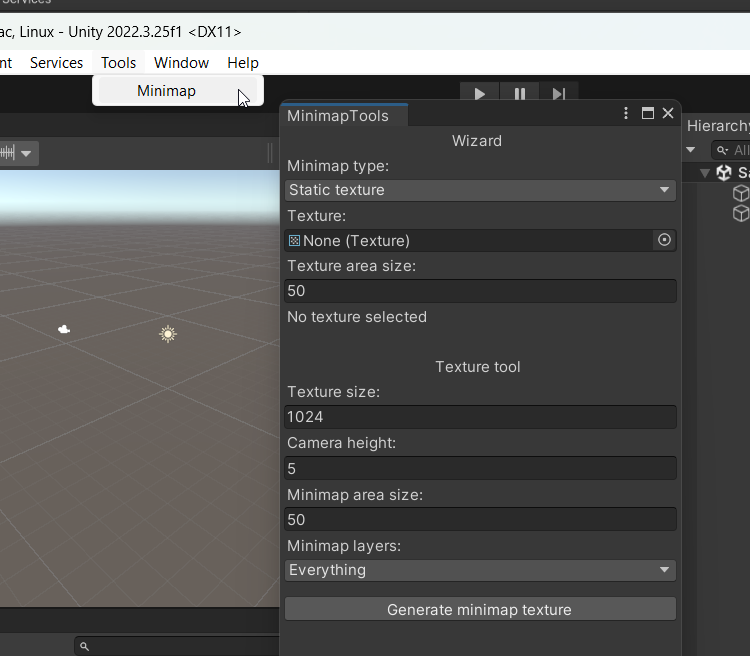 Services
ac, Linux - Unity 2022.3.25f1 <DX11>
nt Services Tools Window Help
Minimap
MinimapTools
Hierarchy
Wizard
All
Minimap type:
Static texture
Texture:
None (Texture)
Texture area size:
50
No texture selected
Texture tool
Texture size:
1024
Camera height:
5
Minimap area size:
50
Minimap layers:
Everything
Generate minimap texture